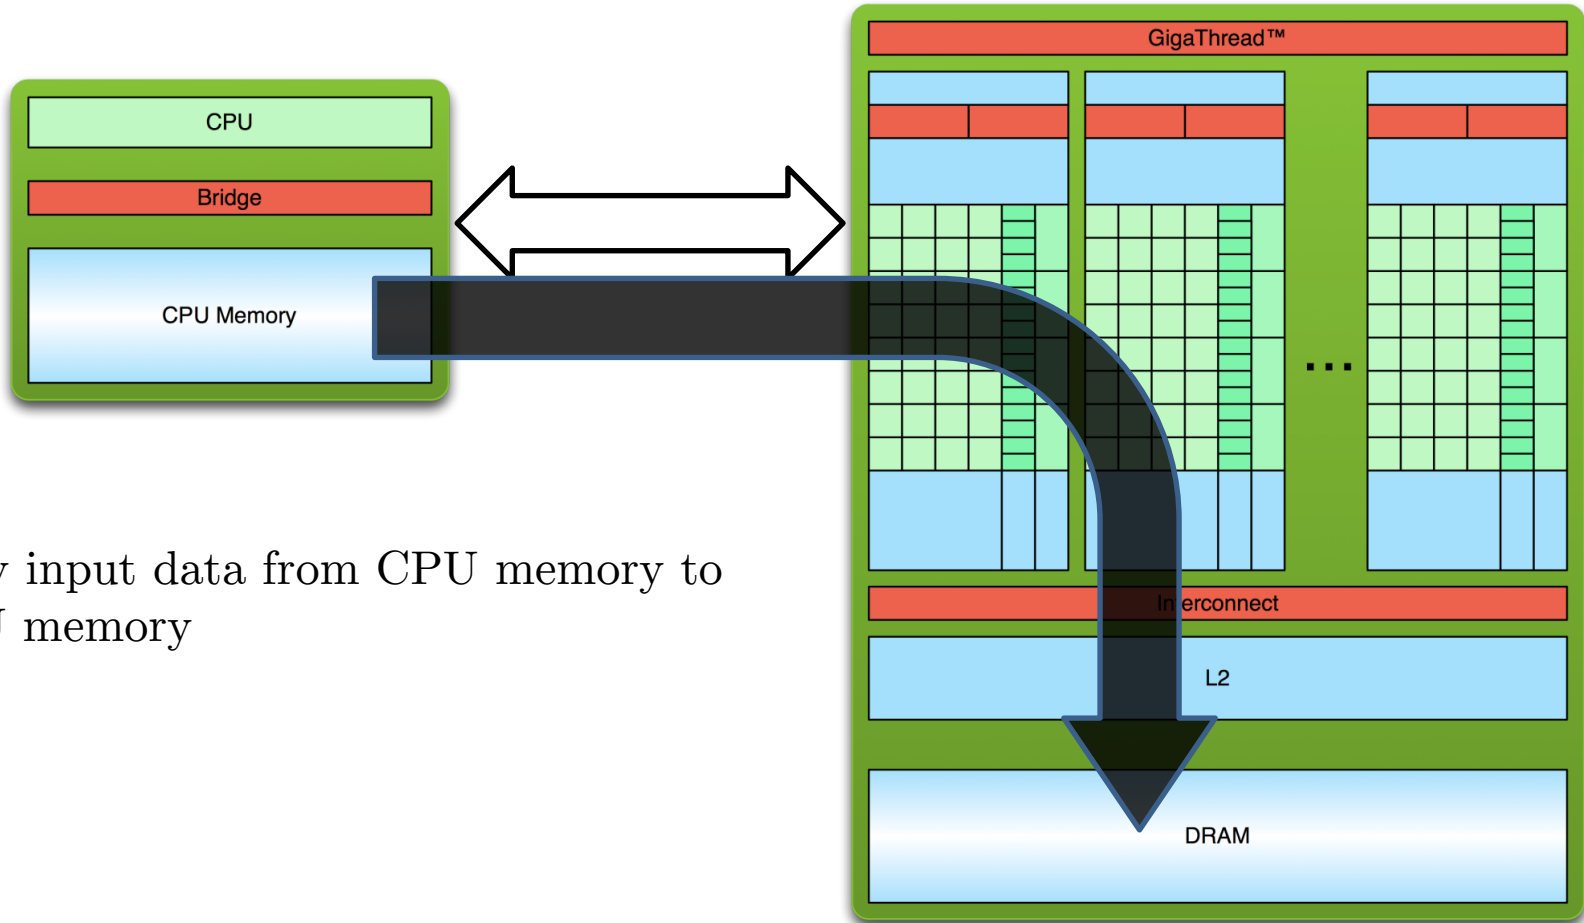 GigaThread™
CPU
Bridge
CPU Memory
...
y input data from CPU memory to
U memory
Interconnect
L2
DRAM